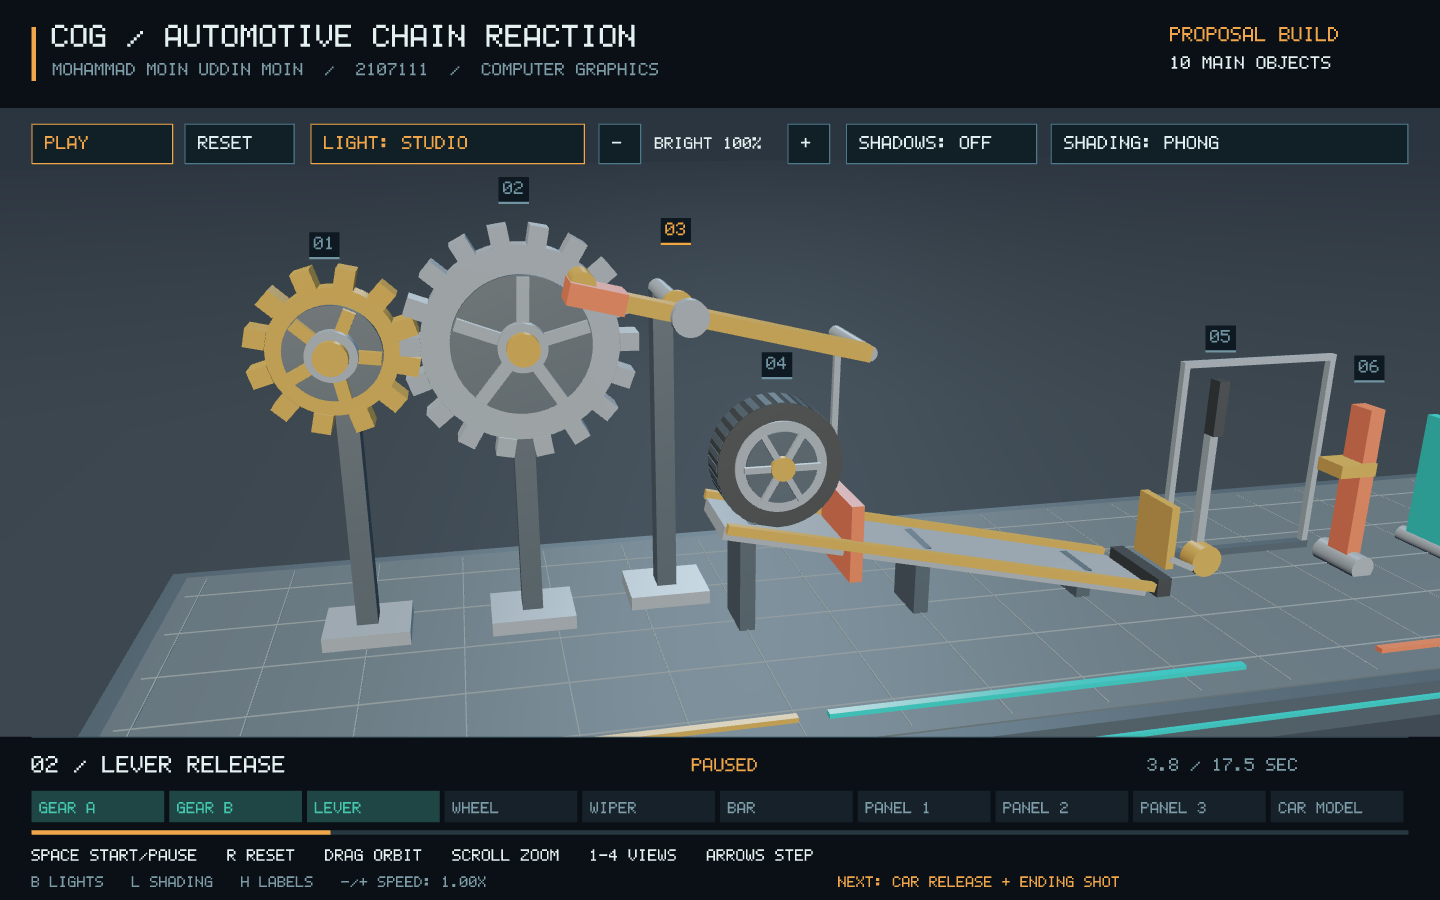 COG / AUTOMOTIVE CHAIN REACTION
MOHAMMAD MOIN UDDIN MOIN / 2107111 / COMPUTER GRAPHICS
PROPOSAL BUILD
10 MAIN OBJECTS
PLAY
RESET
LIGHT: STUDIO
-
BRIGHT 100%
+
SHADOWS: OFF
SHADING: PHONG
02
03
01
05
04
06
02 / LEVER RELEASE
PAUSED
3.8 / 17.5 SEC
GEAR A
GEAR B
LEVER
WHEEL
WIPER
BAR
PANEL 1
PANEL 2
PANEL 3
CAR MODEL
SPACE START/PAUSE R RESET DRAG ORBIT SCROLL ZOOM 1-4 VIEWS ARROWS STEP
B LIGHTS L SHADING H LABELS -/+ SPEED: 1.00X
NEXT: CAR RELEASE + ENDING SHOT